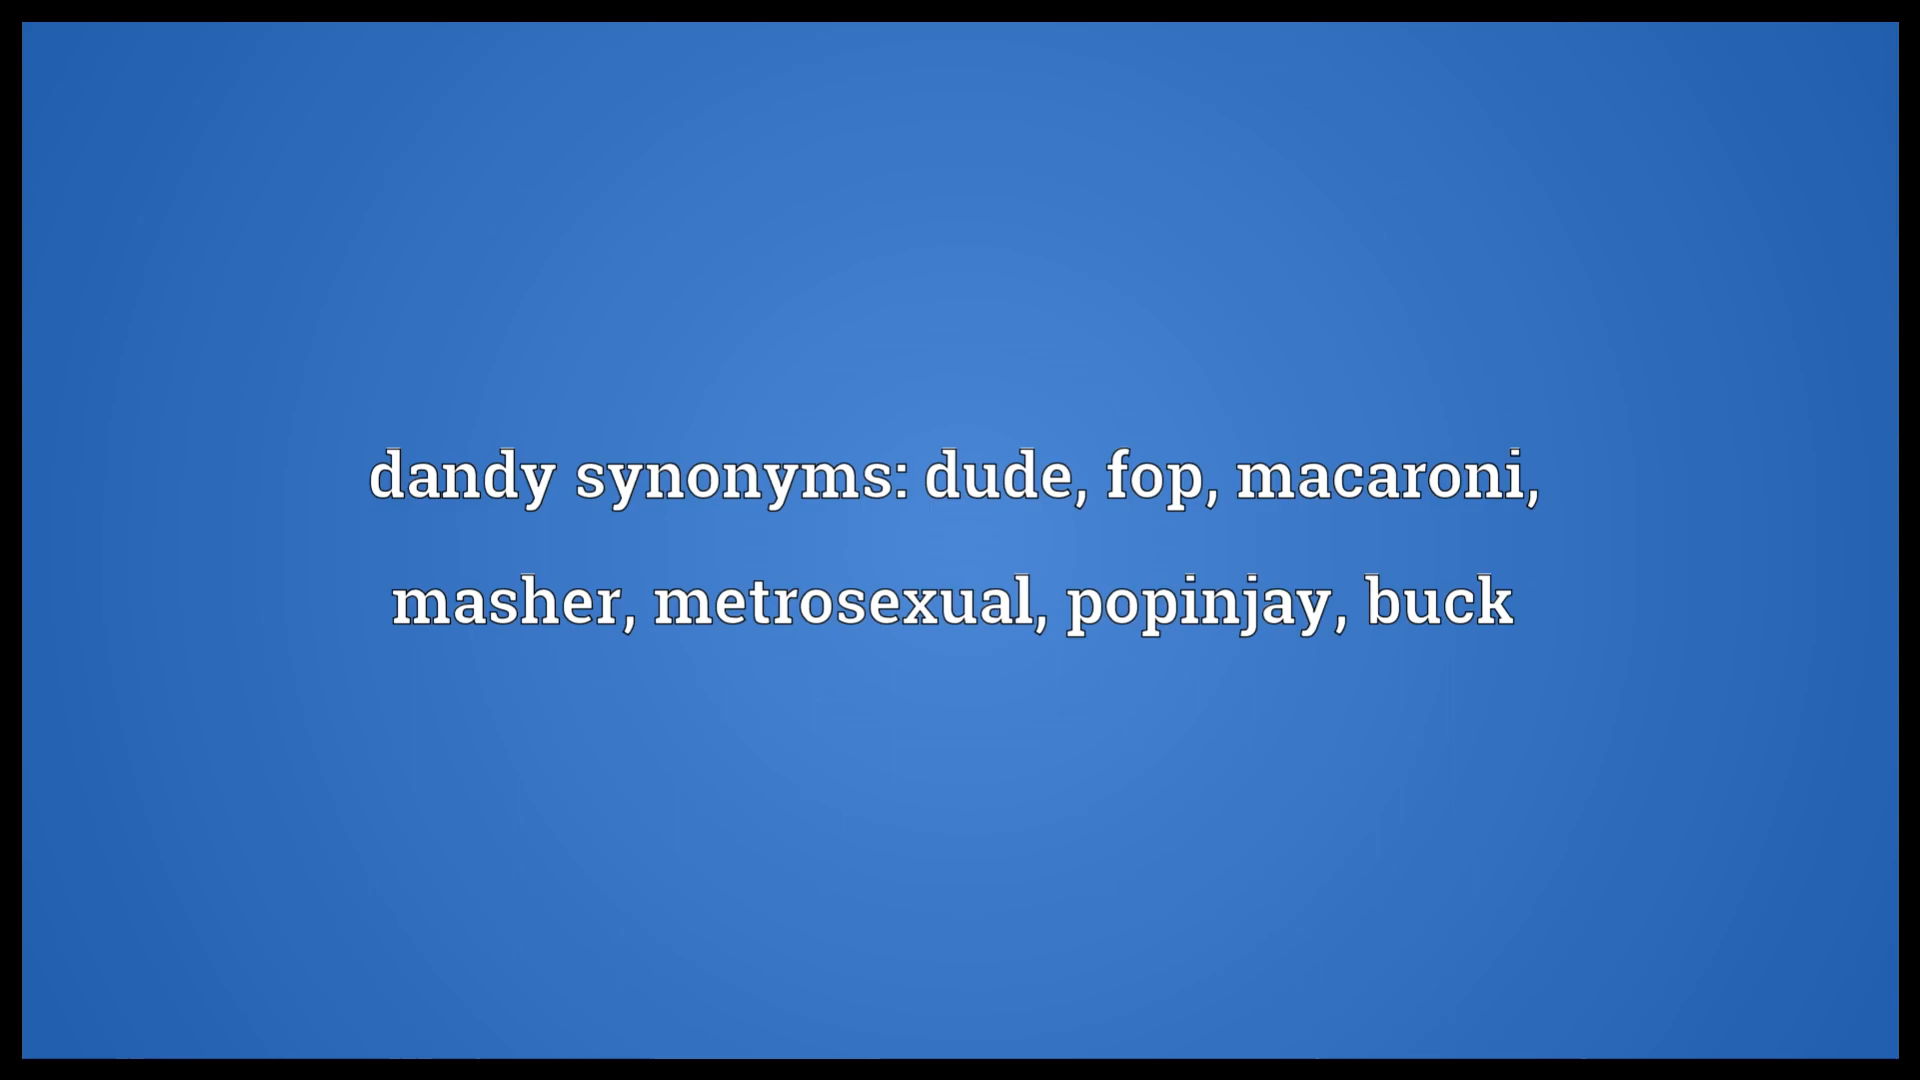 dandy synonyms: dude, fop, macaroni,
masher, metrosexual, popinjay, buck